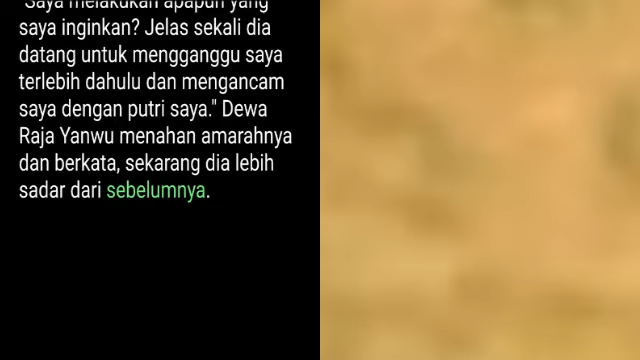 "Saya melakukan apapun yang
saya inginkan? Jelas sekali dia
datang untuk mengganggu saya
terlebih dahulu dan mengancam
saya dengan putri saya." Dewa
Raja Yanwu menahan amarahnya
dan berkata, sekarang dia lebih
sadar dari sebelumnya.